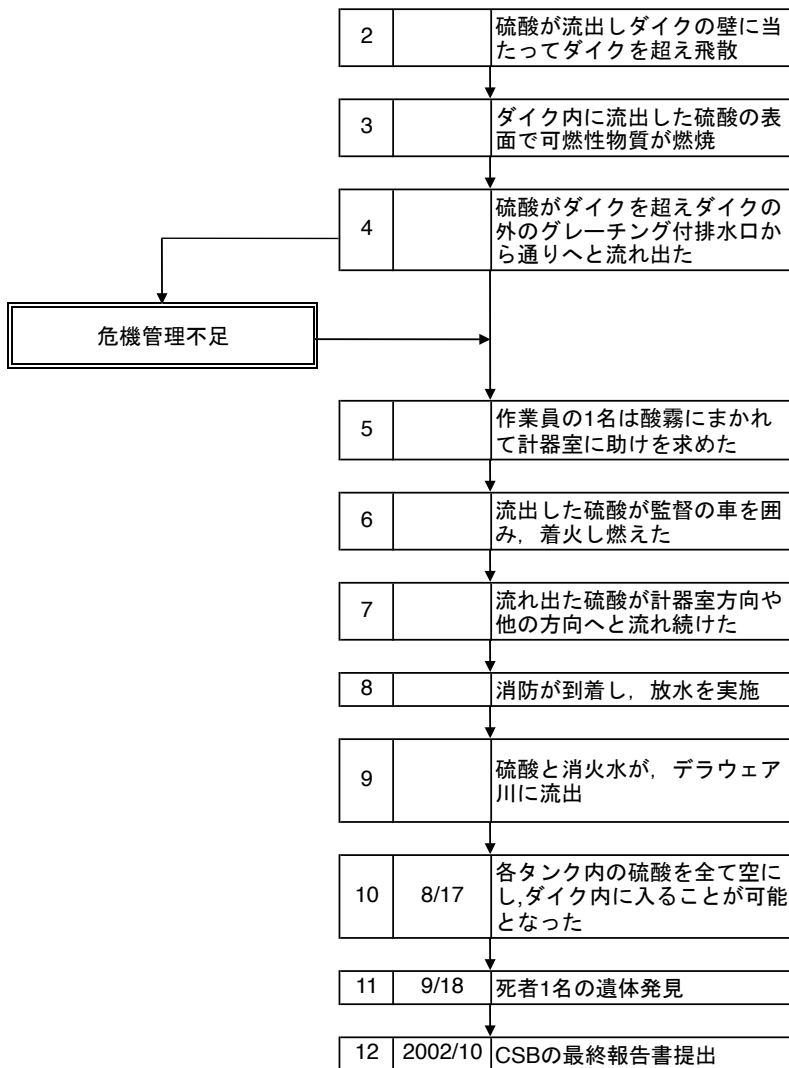 2
硫酸が流出しダイクの壁に当
たってダイクを超え飛散
3
ダイク内に流出した硫酸の表
面で可燃性物質が燃焼
4
硫酸がダイクを超えダイクの
外のグレーチング付排水口か
ら通りへと流れ出た
危機管理不足
5
作業員の1名は酸霧にまかれ
て計器室に助けを求めた
6
流出した硫酸が監督の車を囲
み，着火し燃えた
7
流れ出た硫酸が計器室方向や
他の方向へと流れ続けた
8
消防が到着し，放水を実施
9
硫酸と消火水が，デラウェア
川に流出
10 8/17
各タンク内の硫酸を全て空に
し,ダイク内に入ることが可能
となった
11 9/18 死者1名の遺体発見
12 2002/10 CSBの最終報告書提出